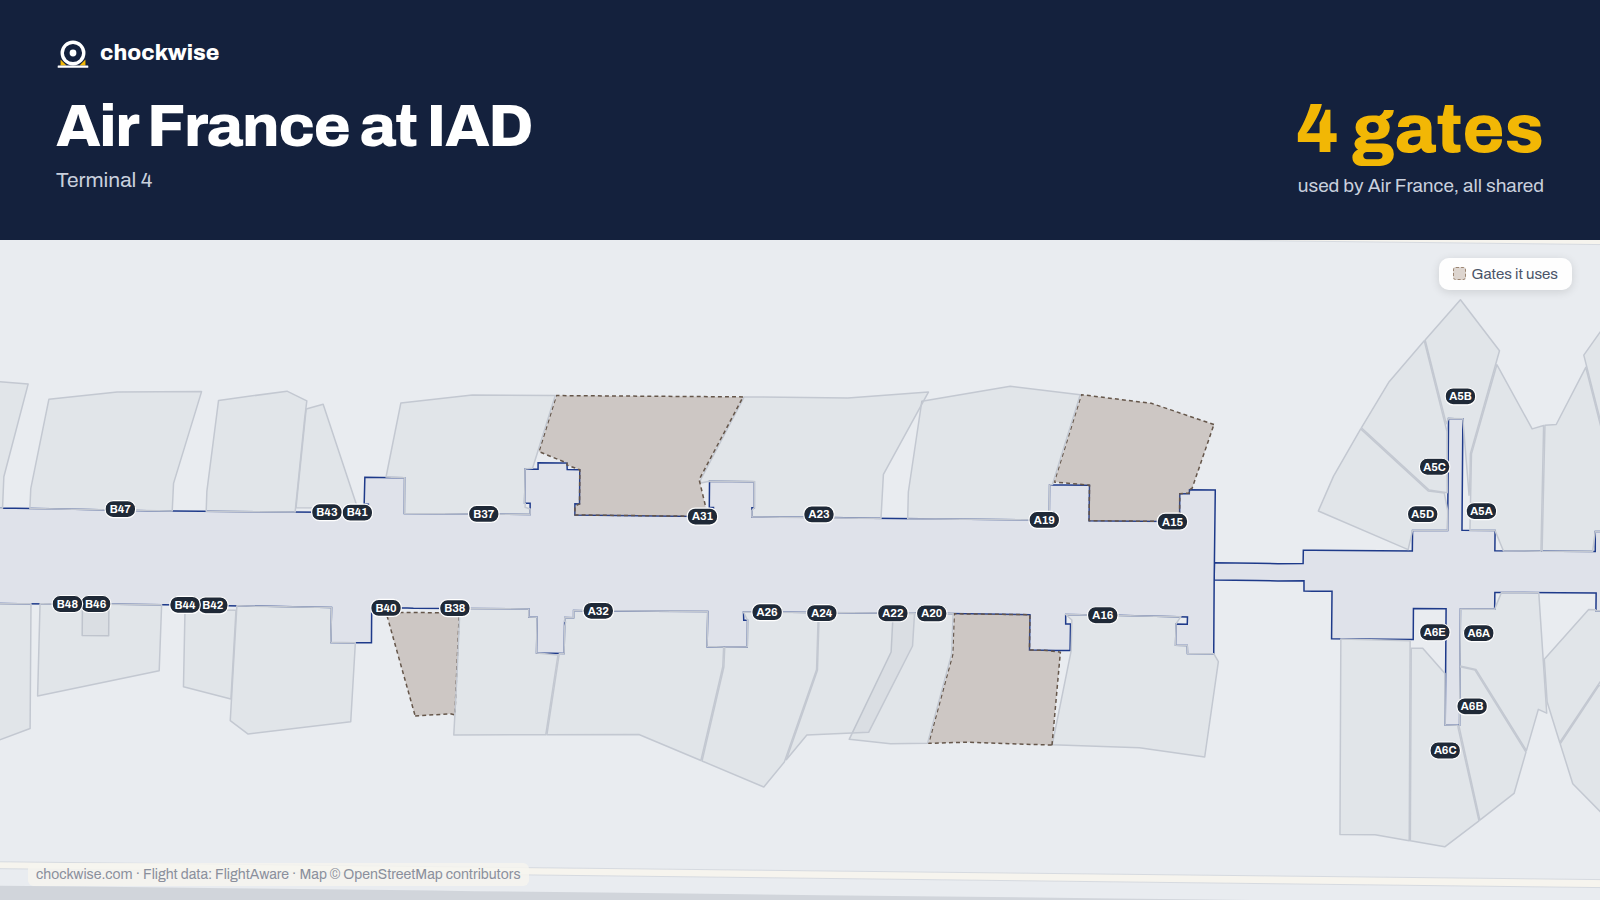 chockwise
Air France at IAD
Terminal 4
4 gates
used by Air France, all shared
Gates it uses
A5B
A5C
A5D
A5A
B47
B43
B41
B37
A31
A23
A19
A15
B48
B46
B44
B42
B40
B38
A32
A26
A24
A22
A20
A16
A6E
A6A
A6B
A6C
chockwise.com · Flight data: FlightAware · Map © OpenStreetMap contributors